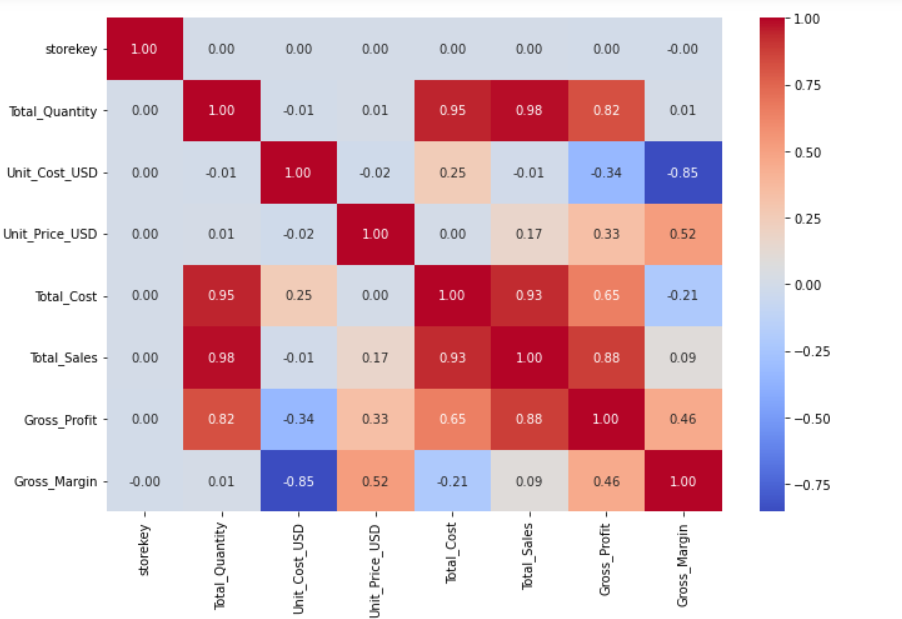 1.00
storekey 1.00 0.00 0.00 0.00 0.00 0.00 0.00 -0.00
0.75
Total_Quantity 0.00 1.00 -0.01 0.01 0.95 0.98 0.82 0.01
0.50
Unit_Cost_USD 0.00 -0.01 1.00 -0.02 0.25 -0.01 -0.34 -0.85
0.25
Unit_Price_USD 0.00 0.01 -0.02 1.00 0.00 0.17 0.33 0.52
0.00
Total_Cost 0.00 0.95 0.25 0.00 1.00 0.93 0.65 -0.21
−0.25
Total_Sales 0.00 0.98 -0.01 0.17 0.93 1.00 0.88 0.09
−0.50
Gross_Profit 0.00 0.82 -0.34 0.33 0.65 0.88 1.00 0.46
−0.75
Gross_Margin -0.00 0.01 -0.85 0.52 -0.21 0.09 0.46 1.00
storekey
Total_Quantity
Unit_Cost_USD
Unit_Price_USD
Total_Cost
Total_Sales
Gross_Profit
Gross_Margin